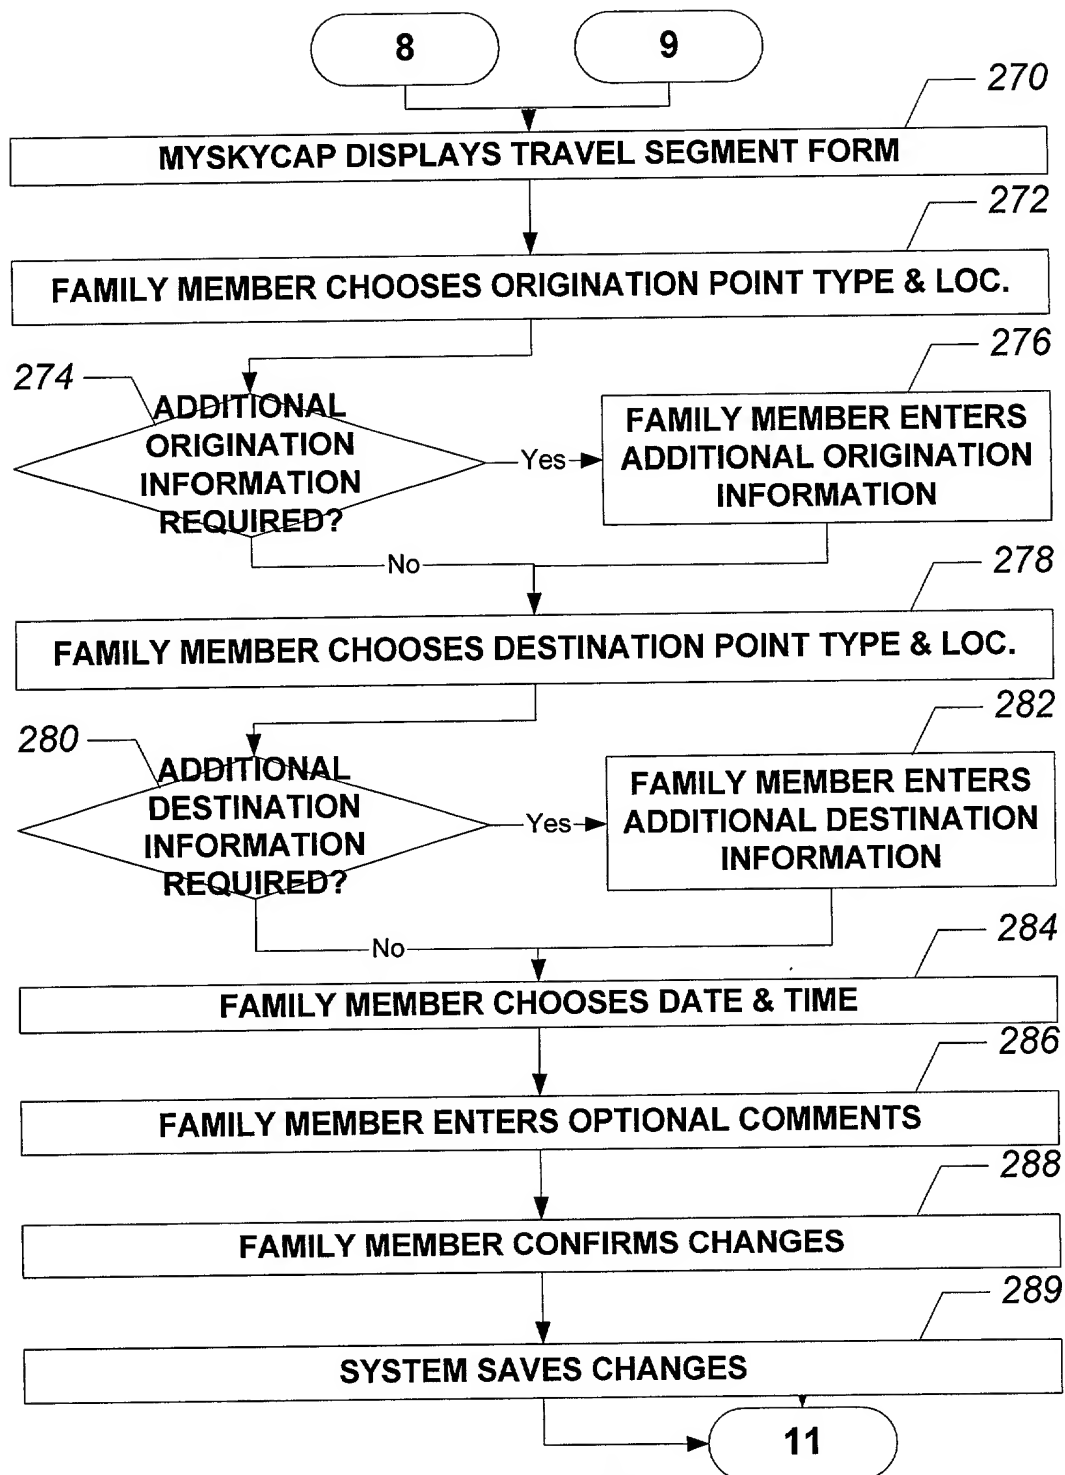 8
9
270
MYSKYCAP DISPLAYS TRAVEL SEGMENT FORM
272
FAMILY MEMBER CHOOSES ORIGINATION POINT TYPE & LOC.
274
ADDITIONAL
ORIGINATION
INFORMATION
REQUIRED?
Yes
276
FAMILY MEMBER ENTERS
ADDITIONAL ORIGINATION
INFORMATION
No
278
FAMILY MEMBER CHOOSES DESTINATION POINT TYPE & LOC.
280
ADDITIONAL
DESTINATION
INFORMATION
REQUIRED?
Yes
282
FAMILY MEMBER ENTERS
ADDITIONAL DESTINATION
INFORMATION
No
284
FAMILY MEMBER CHOOSES DATE & TIME
286
FAMILY MEMBER ENTERS OPTIONAL COMMENTS
288
FAMILY MEMBER CONFIRMS CHANGES
289
SYSTEM SAVES CHANGES
11